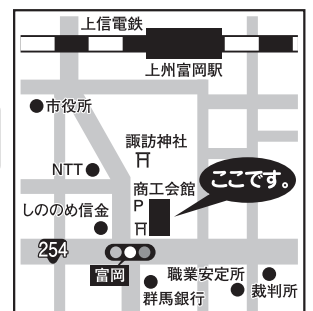 上信電鉄
上州富岡駅
市役所
諏訪神社
NTT
商工会館
P
ここです。
しののめ信金
254
富岡
職業安定所
群馬銀行
裁判所